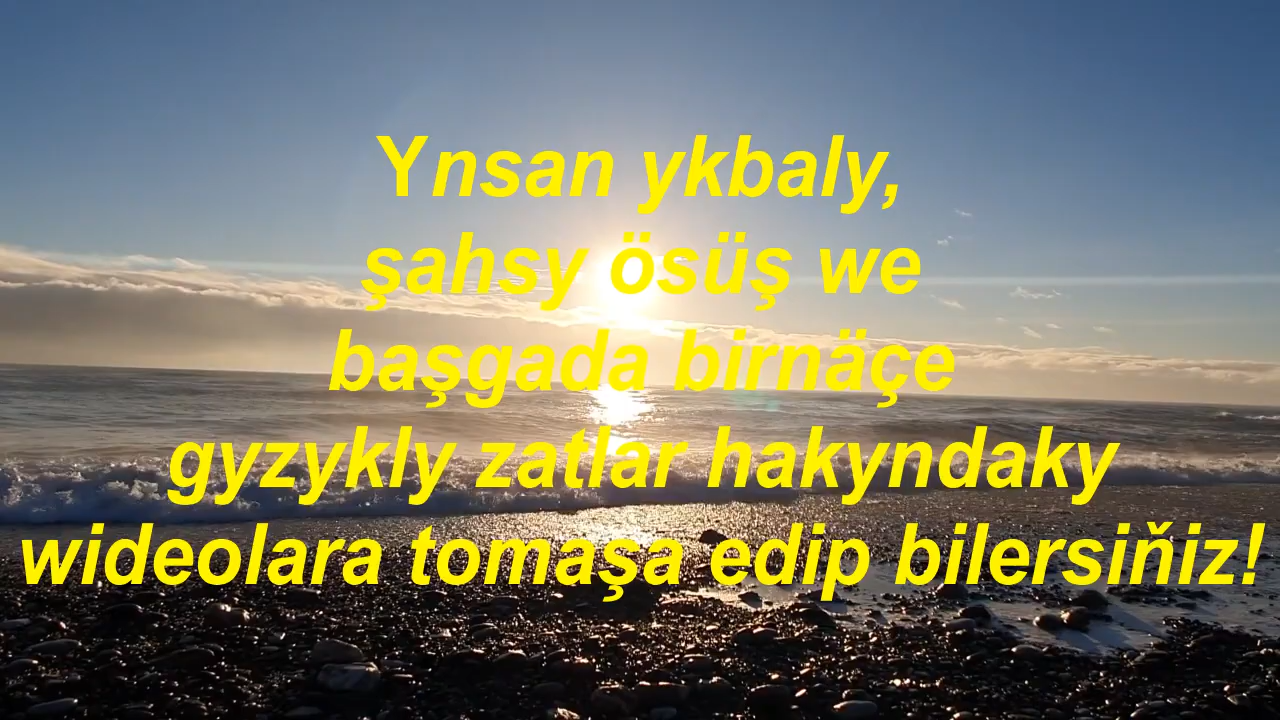 Ynsan ykbaly,
şahsy ösüş we
başgada birnäçe
gyzykly zatlar hakyndaky
wideolara tomaşa edip bilersiňiz!